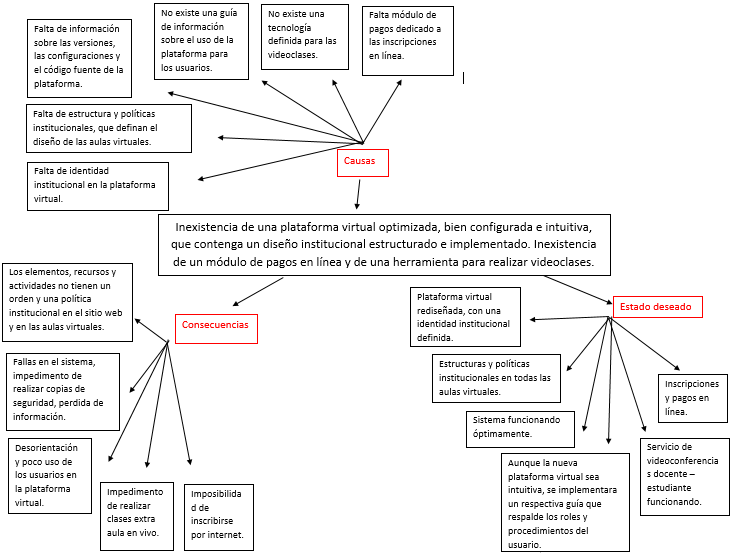 Falta de información
sobre las versiones,
las configuraciones y
el código fuente de la
plataforma.
No existe una guía
de información
sobre el uso de la
plataforma para
los usuarios.
No existe una
tecnología
definida para las
videoclases.
Falta módulo de
pagos dedicado a
las inscripciones
en línea.
Falta de estructura y políticas
institucionales, que definan el
diseño de las aulas virtuales.
Falta de identidad
institucional en la plataforma
virtual.
Causas
Inexistencia de una plataforma virtual optimizada, bien configurada e intuitiva,
que contenga un diseño institucional estructurado e implementado. Inexistencia
de un módulo de pagos en línea y de una herramienta para realizar videoclases.
Consecuencias
Los elementos, recursos y
actividades no tienen un
orden y una política
institucional en el sitio web
y en las aulas virtuales.
Fallas en el sistema,
impedimento de
realizar copias de
seguridad, perdida de
información.
Desorientación
y poco uso de
los usuarios en
la plataforma
virtual.
Impedimento
de realizar
clases extra
aula en vivo.
Imposibilida
d de
inscribirse
por internet.
Estado deseado
Plataforma virtual
rediseñada, con una
identidad institucional
definida.
Estructuras y políticas
institucionales en todas las
aulas virtuales.
Sistema funcionando
óptimamente.
Aunque la nueva
plataforma virtual sea
intuitiva, se implementara
un respectiva guía que
respalde los roles y
procedimientos del
usuario.
Servicio de
videoconferencia
s docente –
estudiante
funcionando.
Inscripciones
y pagos en
línea.